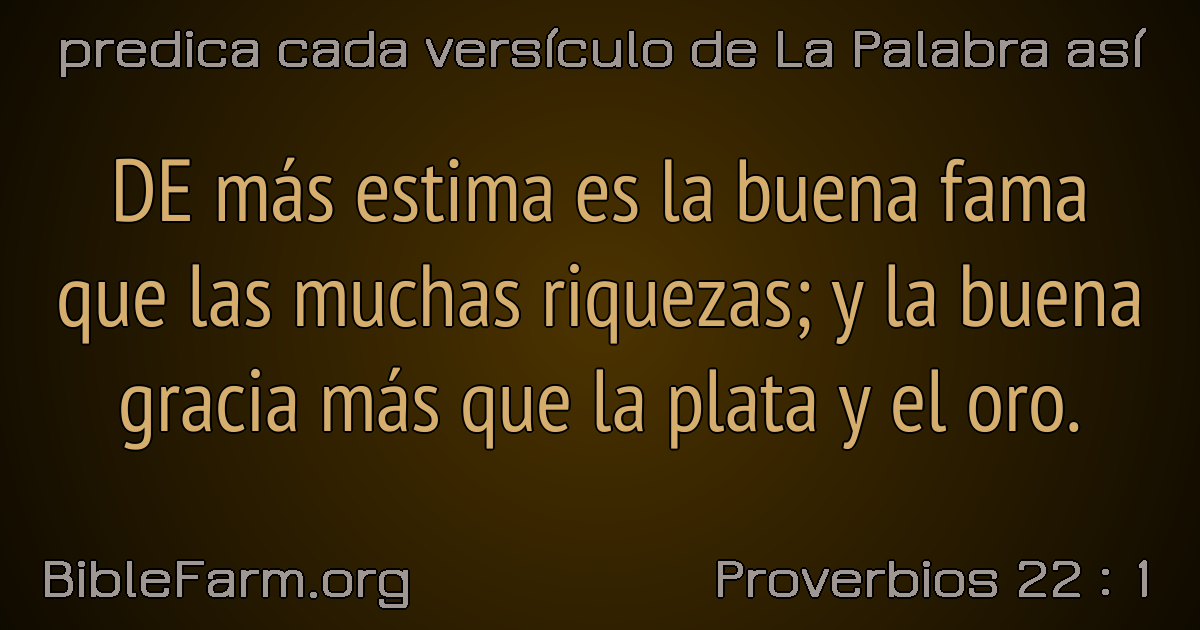 predica cada versículo de La Palabra así
DE más estima es la buena fama
que las muchas riquezas; y la buena
gracia más que la plata y el oro.
BibleFarm.org
Proverbios 22 : 1